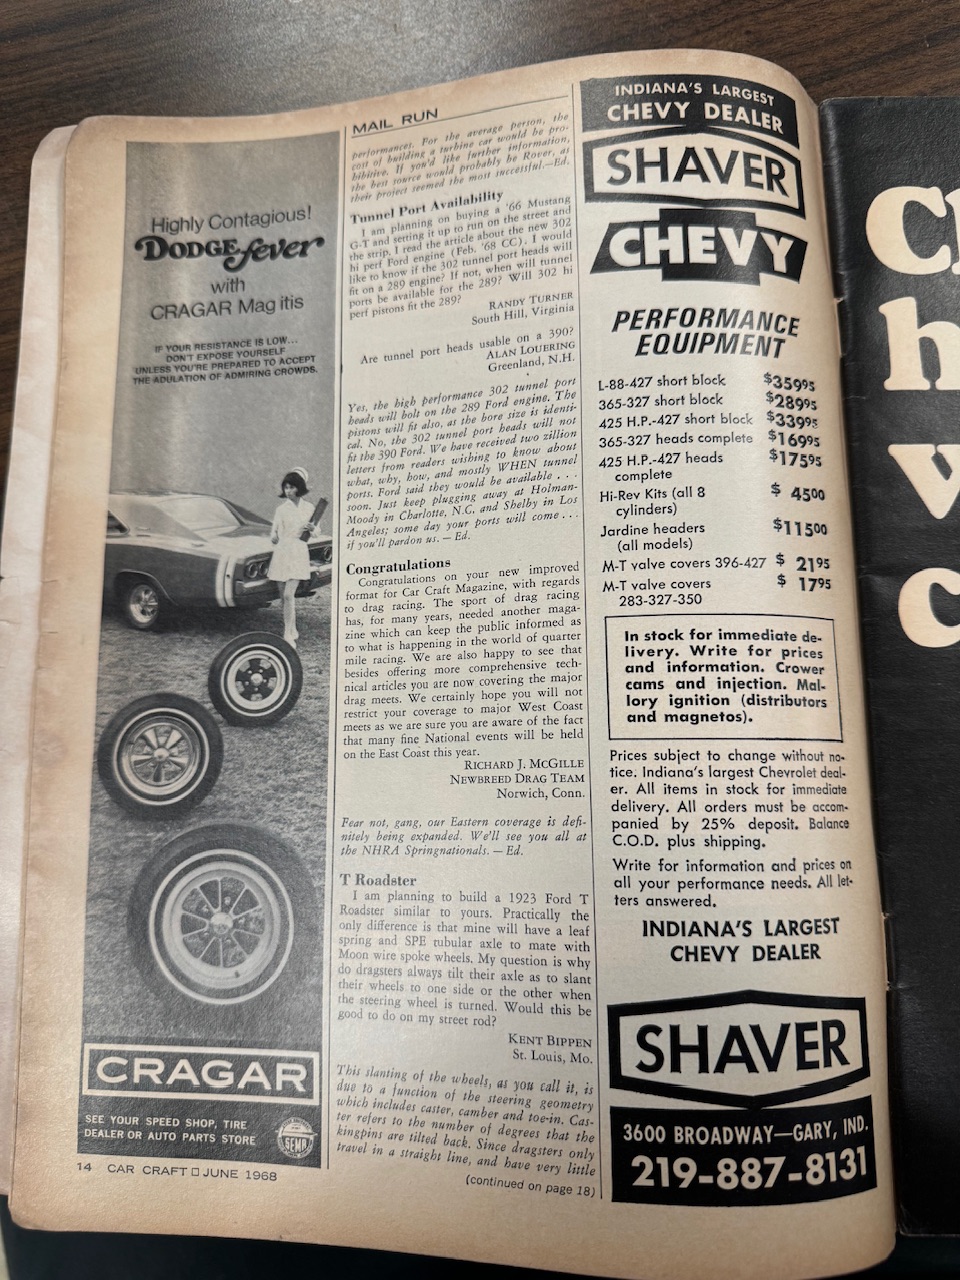 Highly Contagious!
DODGE fever
with
CRAGAR Mag itis
IF YOUR RESISTANCE IS LOW...
DON'T EXPOSE YOURSELF
UNLESS YOU'RE PREPARED TO ACCEPT
THE ADULATION OF ADMIRING CROWDS.
CRAGAR
SEE YOUR SPEED SHOP, TIRE
DEALER OR AUTO PARTS STORE
SEMA
14 CAR CRAFT □ JUNE 1968
MAIL RUN
performances. For the average person, the
cost of building a turbine car would be pro-
hibitive. If you'd like further information,
the best source would probably be Rover, as
their project seemed the most successful.—Ed.
Tunnel Port Availability
I am planning on buying a '66 Mustang
G-T and setting it up to run on the street and
the strip. I read the article about the new 302
hi perf Ford engine (Feb. '68 CC). I would
like to know if the 302 tunnel port heads will
fit on a 289 engine? If not, when will tunnel
ports be available for the 289? Will 302 hi
perf pistons fit the 289?
RANDY TURNER
South Hill, Virginia
Are tunnel port heads usable on a 390?
ALAN LOUERING
Greenland, N.H.
Yes, the high performance 302 tunnel port
heads will bolt on the 289 Ford engine. The
pistons will fit also, as the bore size is identi-
cal. No, the 302 tunnel port heads will not
fit the 390 Ford. We have received two zillion
letters from readers wishing to know about
what, why, how, and mostly WHEN tunnel
ports. Ford said they would be available . . .
soon. Just keep plugging away at Holman-
Moody in Charlotte, N.C. and Shelby in Los
Angeles; some day your ports will come . . .
if you'll pardon us. — Ed.
Congratulations
Congratulations on your new improved
format for Car Craft Magazine, with regards
to drag racing. The sport of drag racing
has, for many years, needed another maga-
zine which can keep the public informed as
to what is happening in the world of quarter
mile racing. We are also happy to see that
besides offering more comprehensive tech-
nical articles you are now covering the major
drag meets. We certainly hope you will not
restrict your coverage to major West Coast
meets as we are sure you are aware of the fact
that many fine National events will be held
on the East Coast this year.
RICHARD J. MCGILLE
NEWBREED DRAG TEAM
Norwich, Conn.
Fear not, gang, our Eastern coverage is defi-
nitely being expanded. We'll see you all at
the NHRA Springnationals. — Ed.
T Roadster
I am planning to build a 1923 Ford T
Roadster similar to yours. Practically the
only difference is that mine will have a leaf
spring and SPE tubular axle to mate with
Moon wire spoke wheels. My question is why
do dragsters always tilt their axle as to slant
their wheels to one side or the other when
the steering wheel is turned. Would this be
good to do on my street rod?
KENT BIPPEN
St. Louis, Mo.
This slanting of the wheels, as you call it, is
due to a function of the steering geometry
which includes caster, camber and toe-in. Cas-
ter refers to the number of degrees that the
kingpins are tilted back. Since dragsters only
travel in a straight line, and have very little
(continued on page 18)
INDIANA'S LARGEST
CHEVY DEALER
SHAVER
CHEVY
PERFORMANCE
EQUIPMENT
L-88-427 short block $359⁹⁵
365-327 short block $289⁹⁵
425 H.P.-427 short block $339⁹⁵
365-327 heads complete $169⁹⁵
425 H.P.-427 heads $175⁹⁵
complete
Hi-Rev Kits (all 8 $ 45⁰⁰
cylinders)
Jardine headers $115⁰⁰
(all models)
M-T valve covers 396-427 $ 21⁹⁵
M-T valve covers $ 17⁹⁵
283-327-350
In stock for immediate de-
livery. Write for prices
and information. Crower
cams and injection. Mal-
lory ignition (distributors
and magnetos).
Prices subject to change without no-
tice. Indiana's largest Chevrolet deal-
er. All items in stock for immediate
delivery. All orders must be accom-
panied by 25% deposit. Balance
C.O.D. plus shipping.
Write for information and prices on
all your performance needs. All let-
ters answered.
INDIANA'S LARGEST
CHEVY DEALER
SHAVER
3600 BROADWAY—GARY, IND.
219-887-8131